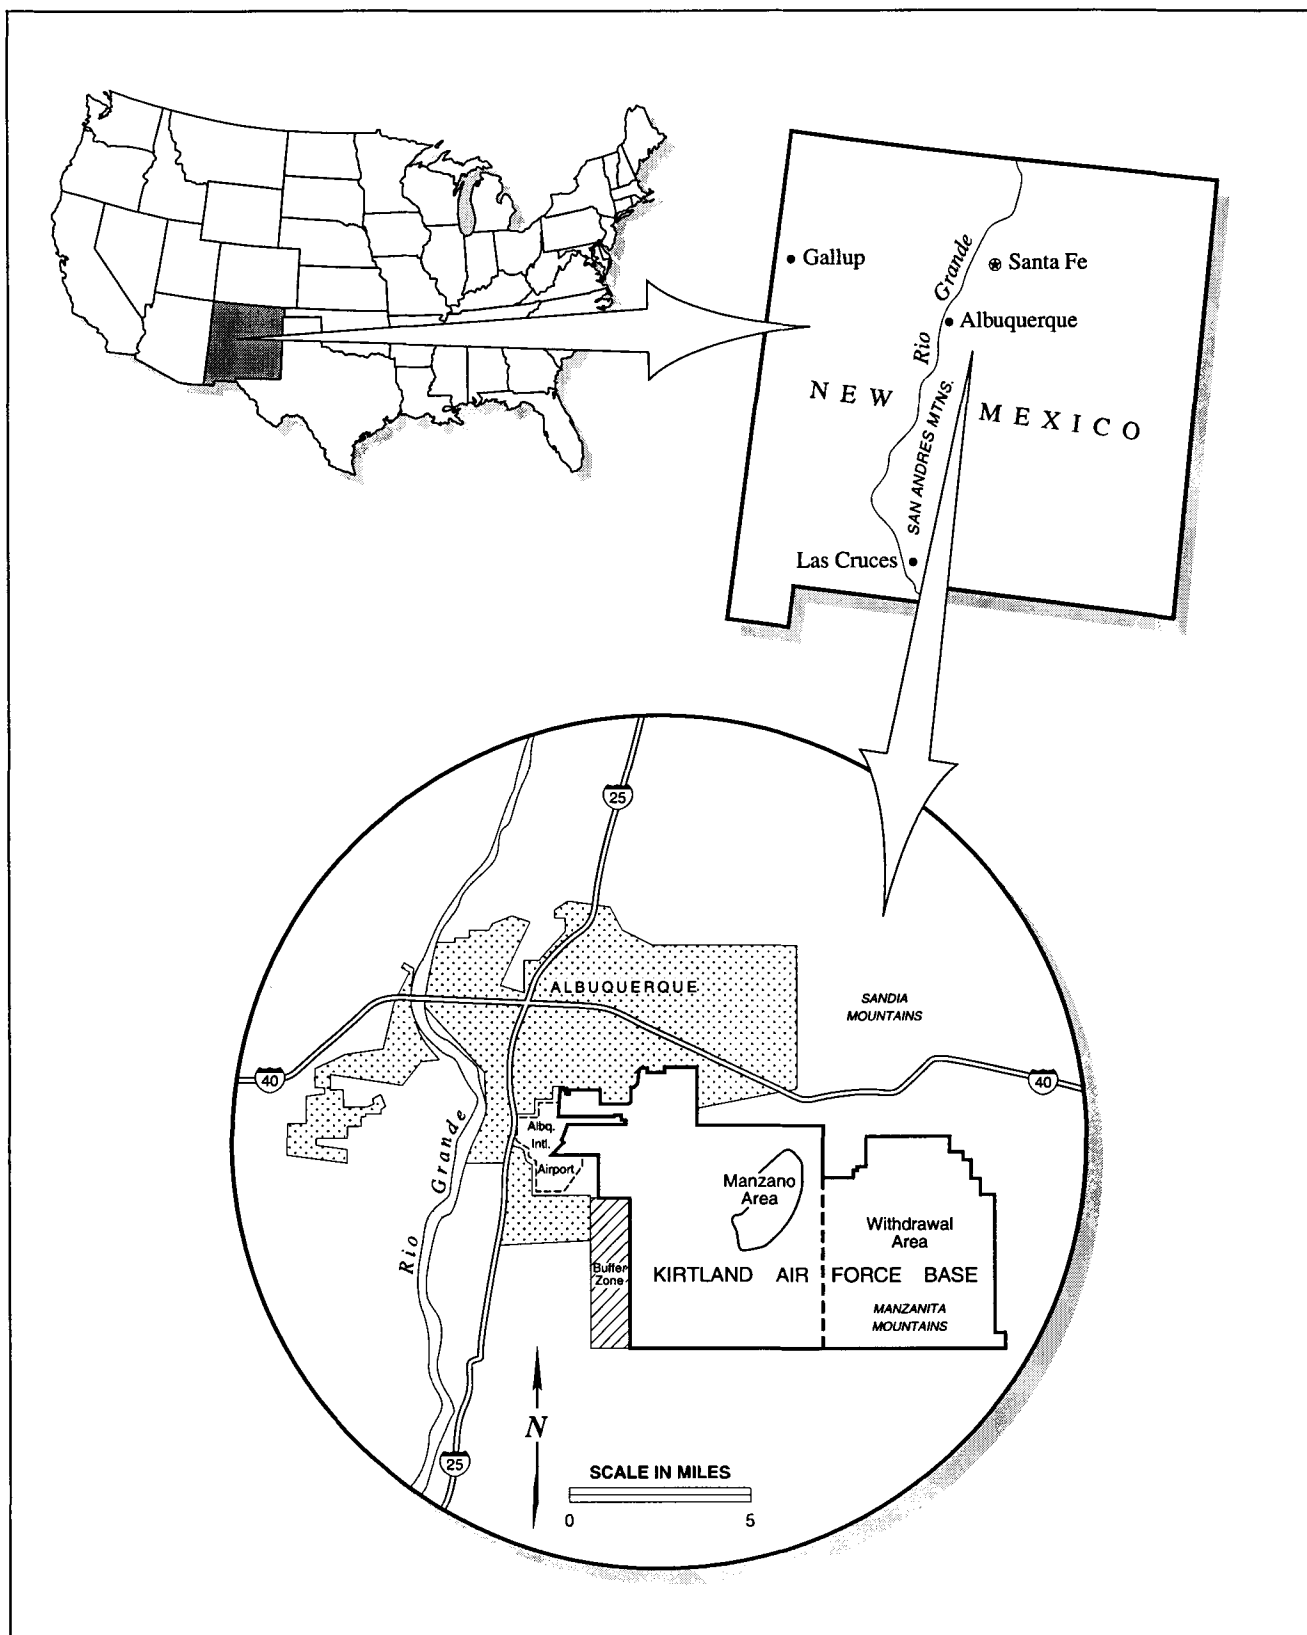 Gallup
Santa Fe
Rio Grande
Albuquerque
NEW MEXICO
SAN ANDRES MTNS.
Las Cruces
25
ALBUQUERQUE
SANDIA
MOUNTAINS
40
40
Albq.
Intl.
Airport
Rio Grande
Manzano
Area
Withdrawal
Area
Buffer
Zone
KIRTLAND AIR FORCE BASE
MANZANITA
MOUNTAINS
N
25
SCALE IN MILES
0 5